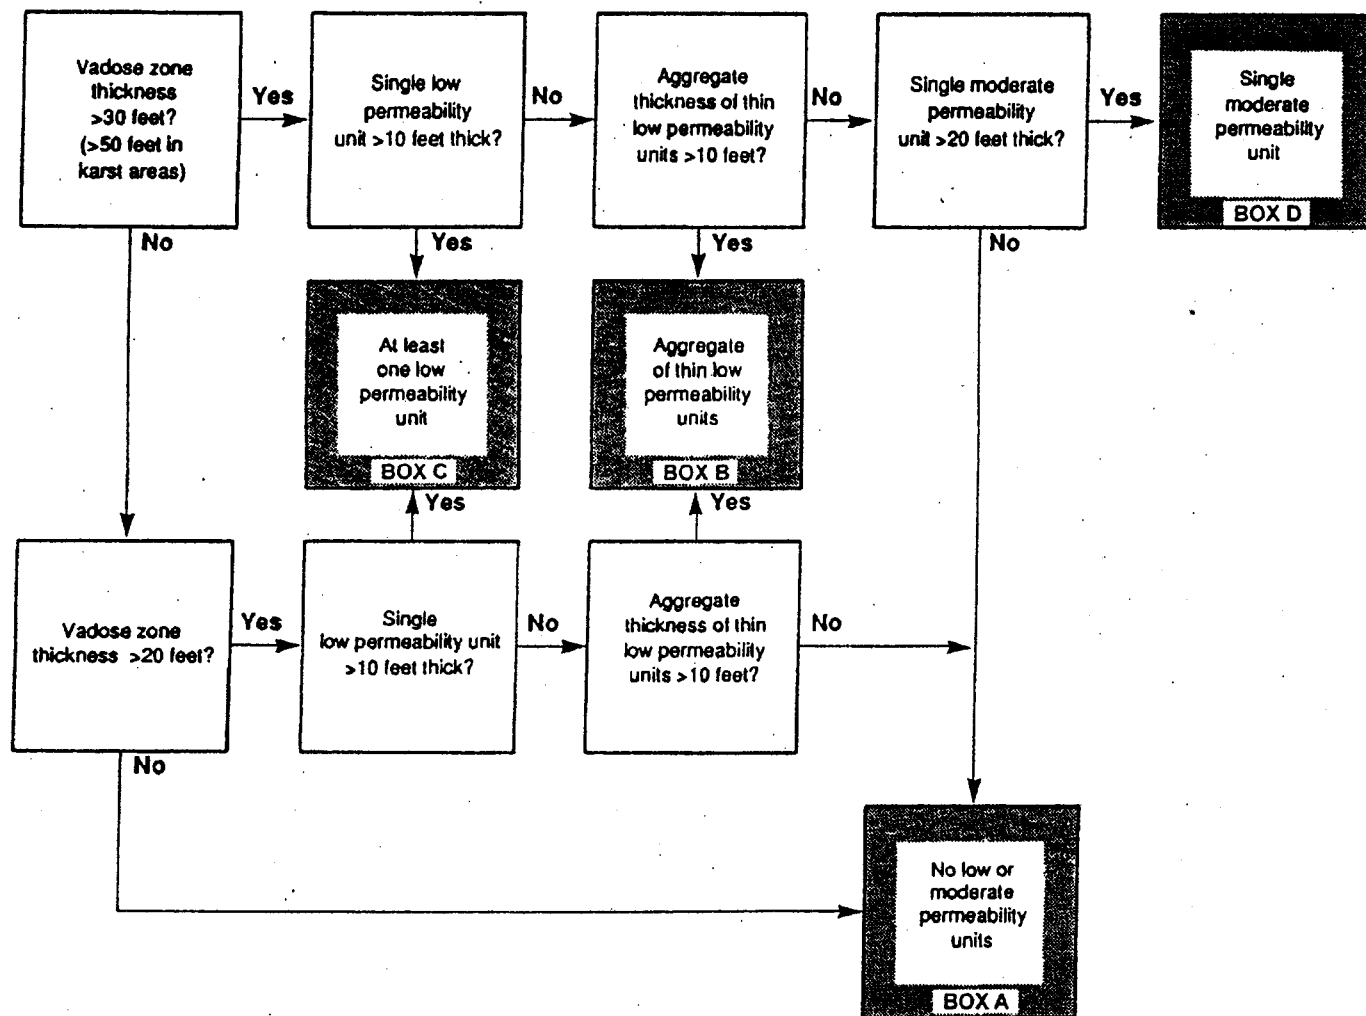 Vadose zone
thickness
>30 feet?
(>50 feet in
karst areas)
Yes
No
Single low
permeability
unit >10 feet thick?
No
Yes
Aggregate
thickness of thin
low permeability
units >10 feet?
No
Yes
Single moderate
permeability
unit >20 feet thick?
Yes
No
Single
moderate
permeability
unit
BOX D
At least
one low
permeability
unit
BOX C
Yes
Aggregate
of thin low
permeability
units
BOX B
Yes
Vadose zone
thickness >20 feet?
Yes
No
Single
low permeability unit
>10 feet thick?
No
Aggregate
thickness of thin
low permeability
units >10 feet?
No
No low or
moderate
permeability
units
BOX A